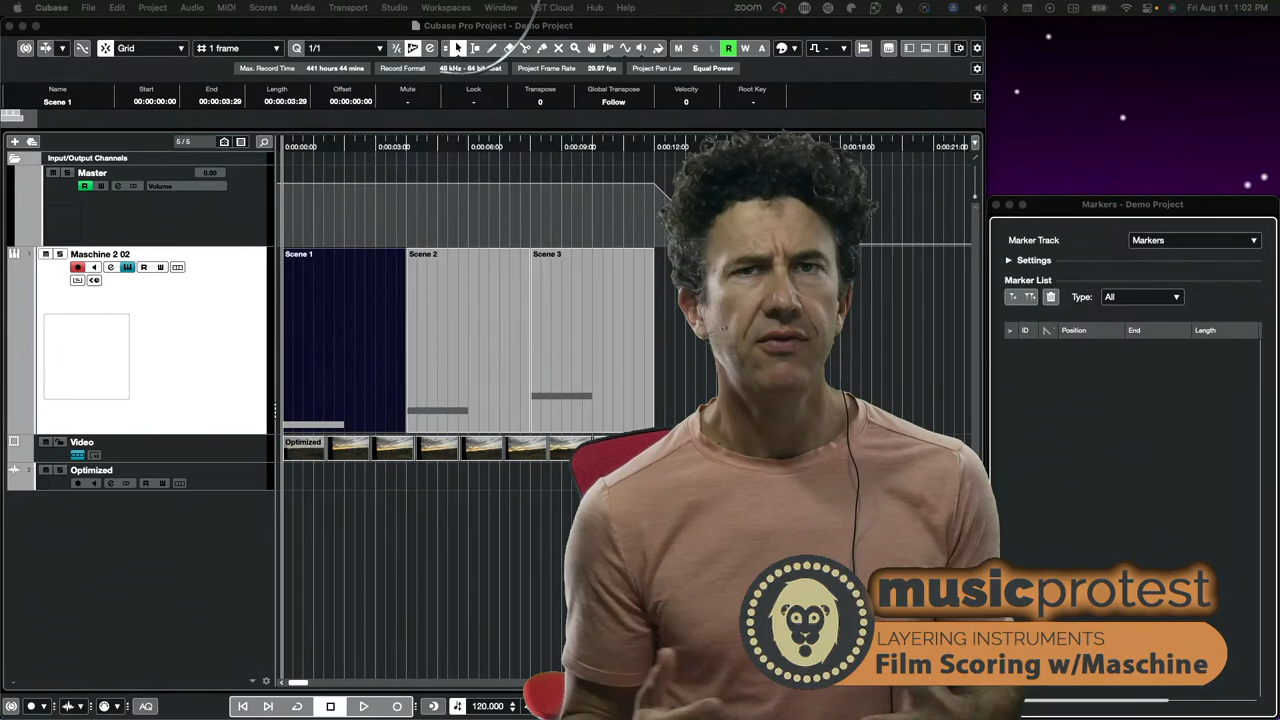 Cubase File Edit Project Audio MIDI Scores Media Transport Studio Workspaces Window VST Cloud Hub Help zoom Fri Aug 11 1:02 PM
Cubase Pro Project - Demo Project
Grid 1 frame Q 1/1 M S L R W A
Max. Record Time 441 hours 44 mins Record Format 48 kHz - 64 bit float Project Frame Rate 29.97 fps Project Pan Law Equal Power
Name Start End Length Offset Mute Lock Transpose Global Transpose Velocity Root Key
Scene 1 00:00:00:00 00:00:03:29 00:00:03:29 00:00:00:00 - - 0 Follow 0 -
5/5 00:00:00:00 00:00:03:00 00:00:06:00 00:00:09:00 00:00:12:00 00:00:18:00 00:00:21:00
Input/Output Channels
M S Master 0.00
R W e Volume
1 M S Maschine 2 02 Scene 1 Scene 2 Scene 3
e R W
M Video Optimized
2 M S Optimized
e R W
AQ 120.000
Markers - Demo Project
Marker Track Markers
Settings
Marker List
Type: All
> ID Position End Length
musicprotest
LAYERING INSTRUMENTS
Film Scoring w/Maschine